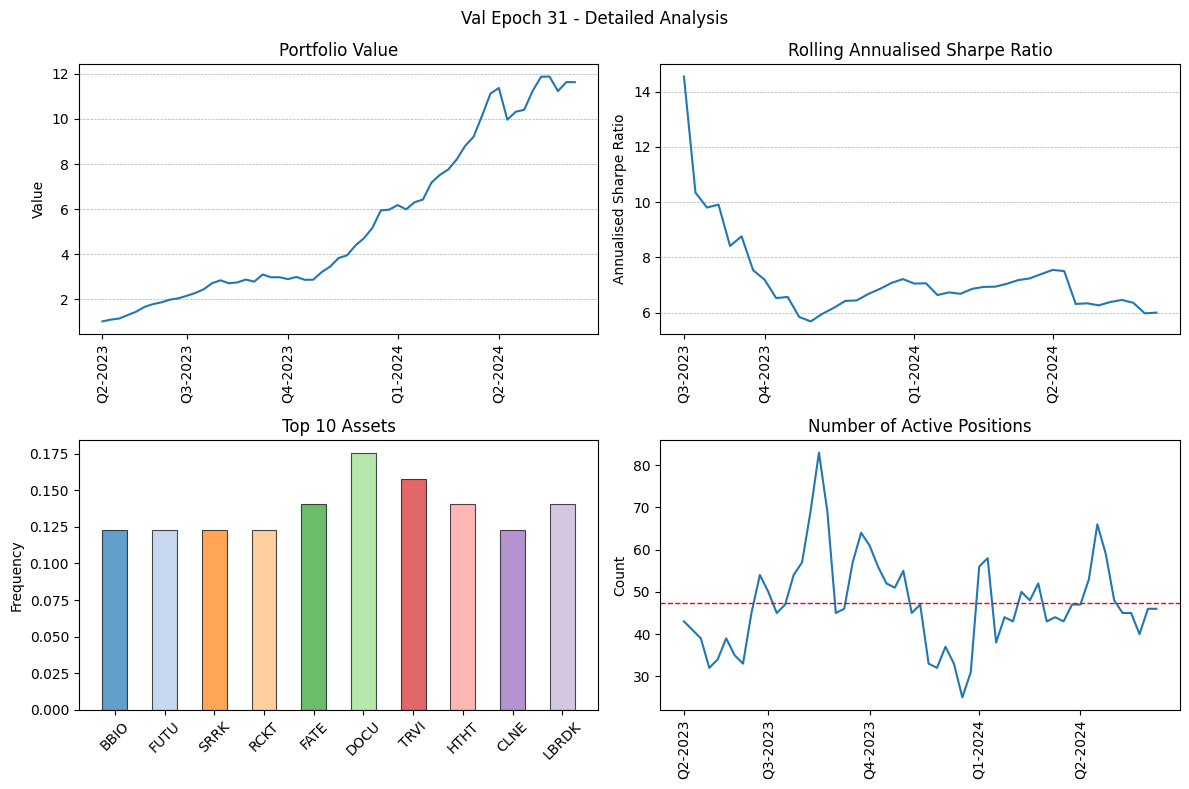 Val Epoch 31 - Detailed Analysis
Portfolio Value
Value
12
10
8
6
4
2
Q2-2023
Q3-2023
Q4-2023
Q1-2024
Q2-2024
Rolling Annualised Sharpe Ratio
Annualised Sharpe Ratio
14
12
10
8
6
Q3-2023
Q4-2023
Q1-2024
Q2-2024
Top 10 Assets
Frequency
0.175
0.150
0.125
0.100
0.075
0.050
0.025
0.000
BBIO
FUTU
SRRK
RCKT
FATE
DOCU
TRVI
HTHT
CLNE
LBRDK
Number of Active Positions
Count
80
70
60
50
40
30
Q2-2023
Q3-2023
Q4-2023
Q1-2024
Q2-2024